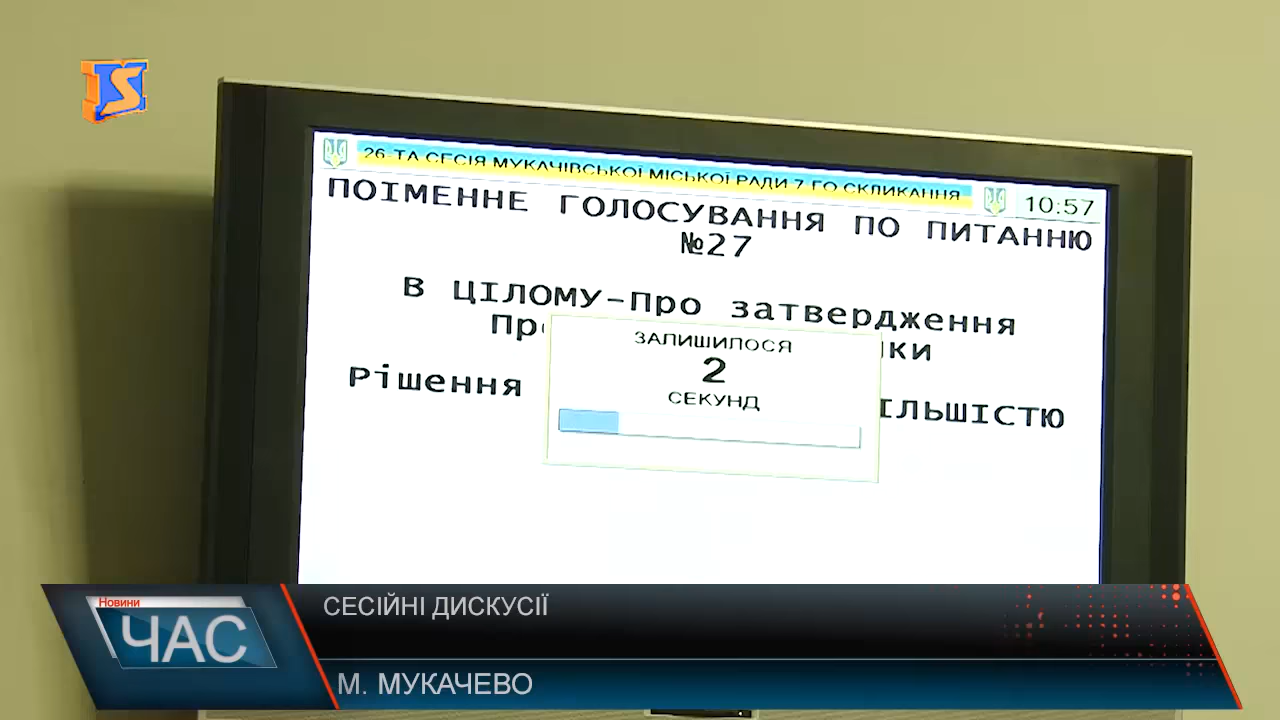 26-ТА СЕСІЯ МУКАЧІВСЬКОЇ МІСЬКОЇ РАДИ 7-ГО СКЛИКАННЯ
10:57
ПОІМЕННЕ ГОЛОСУВАННЯ ПО ПИТАННЮ
№27
В ЦІЛОМУ-Про затвердження
ЗАЛИШИЛОСЯ
2
СЕКУНД
Рішення
Новини
ЧАС
СЕСІЙНІ ДИСКУСІЇ
М. МУКАЧЕВО